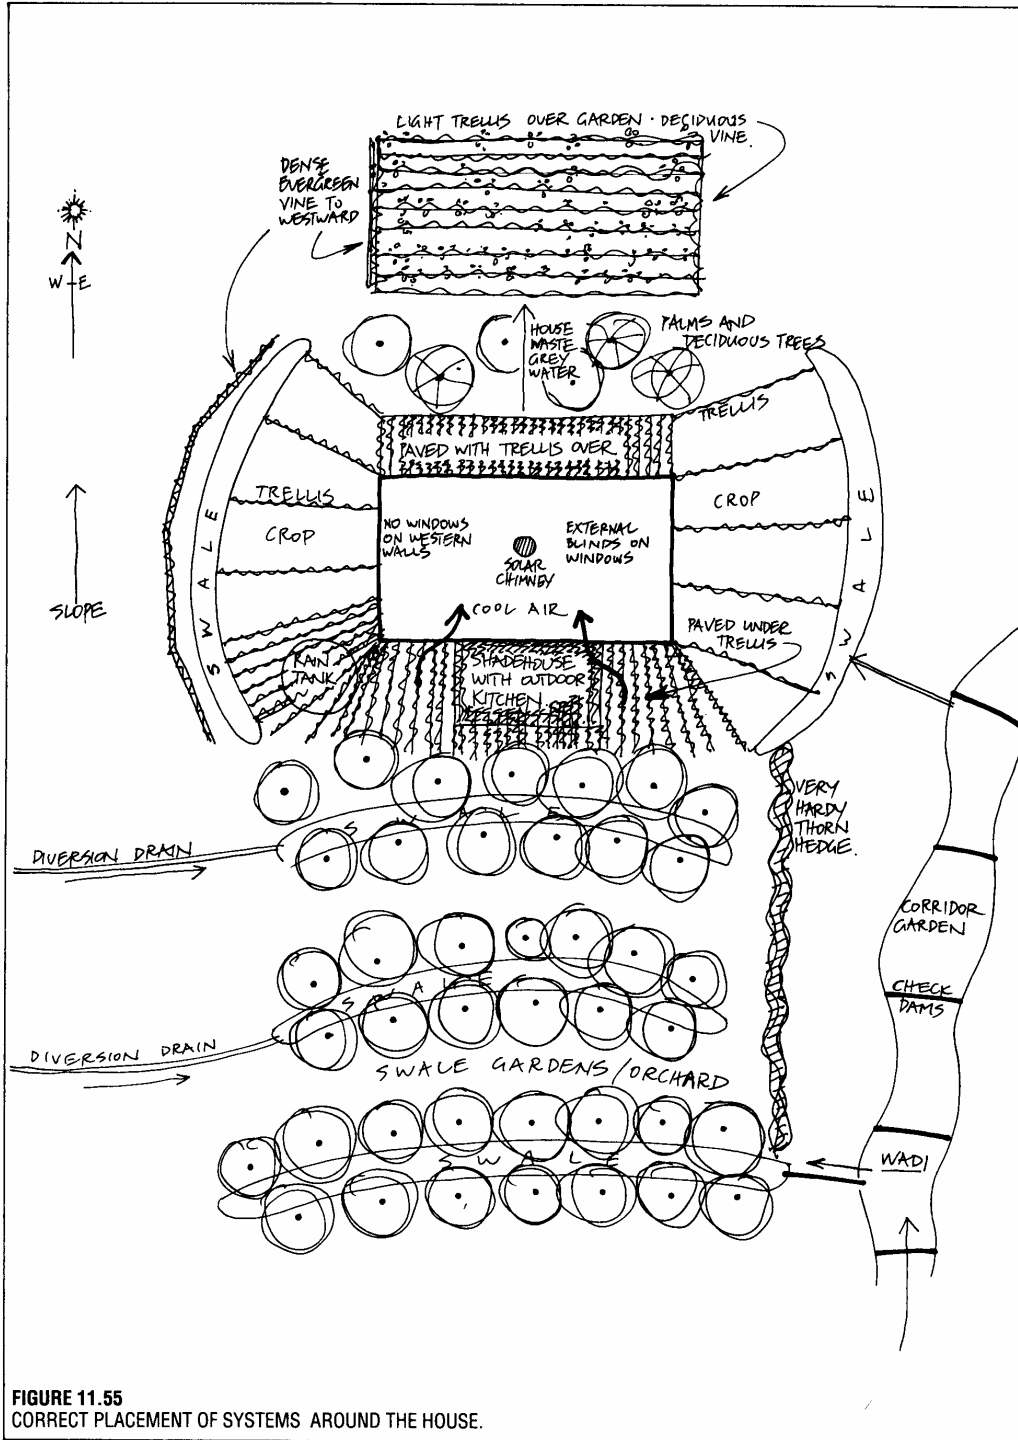 LIGHT TRELLIS OVER GARDEN · DECIDUOUS
VINE.
DENSE
EVERGREEN
VINE TO
WESTWARD
N
W-E
HOUSE
WASTE
GREY
WATER
PALMS AND
DECIDUOUS TREES
TRELLIS
PAVED WITH TRELLIS OVER
TRELLIS
CROP
SWALE
NO WINDOWS
ON WESTERN
WALLS
SOLAR
CHIMNEY
EXTERNAL
BLINDS ON
WINDOWS
CROP
SWALE
SLOPE
COOL AIR
PAVED UNDER
TRELLIS
RAIN
TANK
SHADEHOUSE
WITH OUTDOOR
KITCHEN
VERY
HARDY
THORN
HEDGE.
SWALE
DIVERSION DRAIN
CORRIDOR
GARDEN
SWALE
CHECK
DAMS
DIVERSION DRAIN
SWALE GARDENS/ORCHARD
SWALE
WADI
FIGURE 11.55
CORRECT PLACEMENT OF SYSTEMS AROUND THE HOUSE.